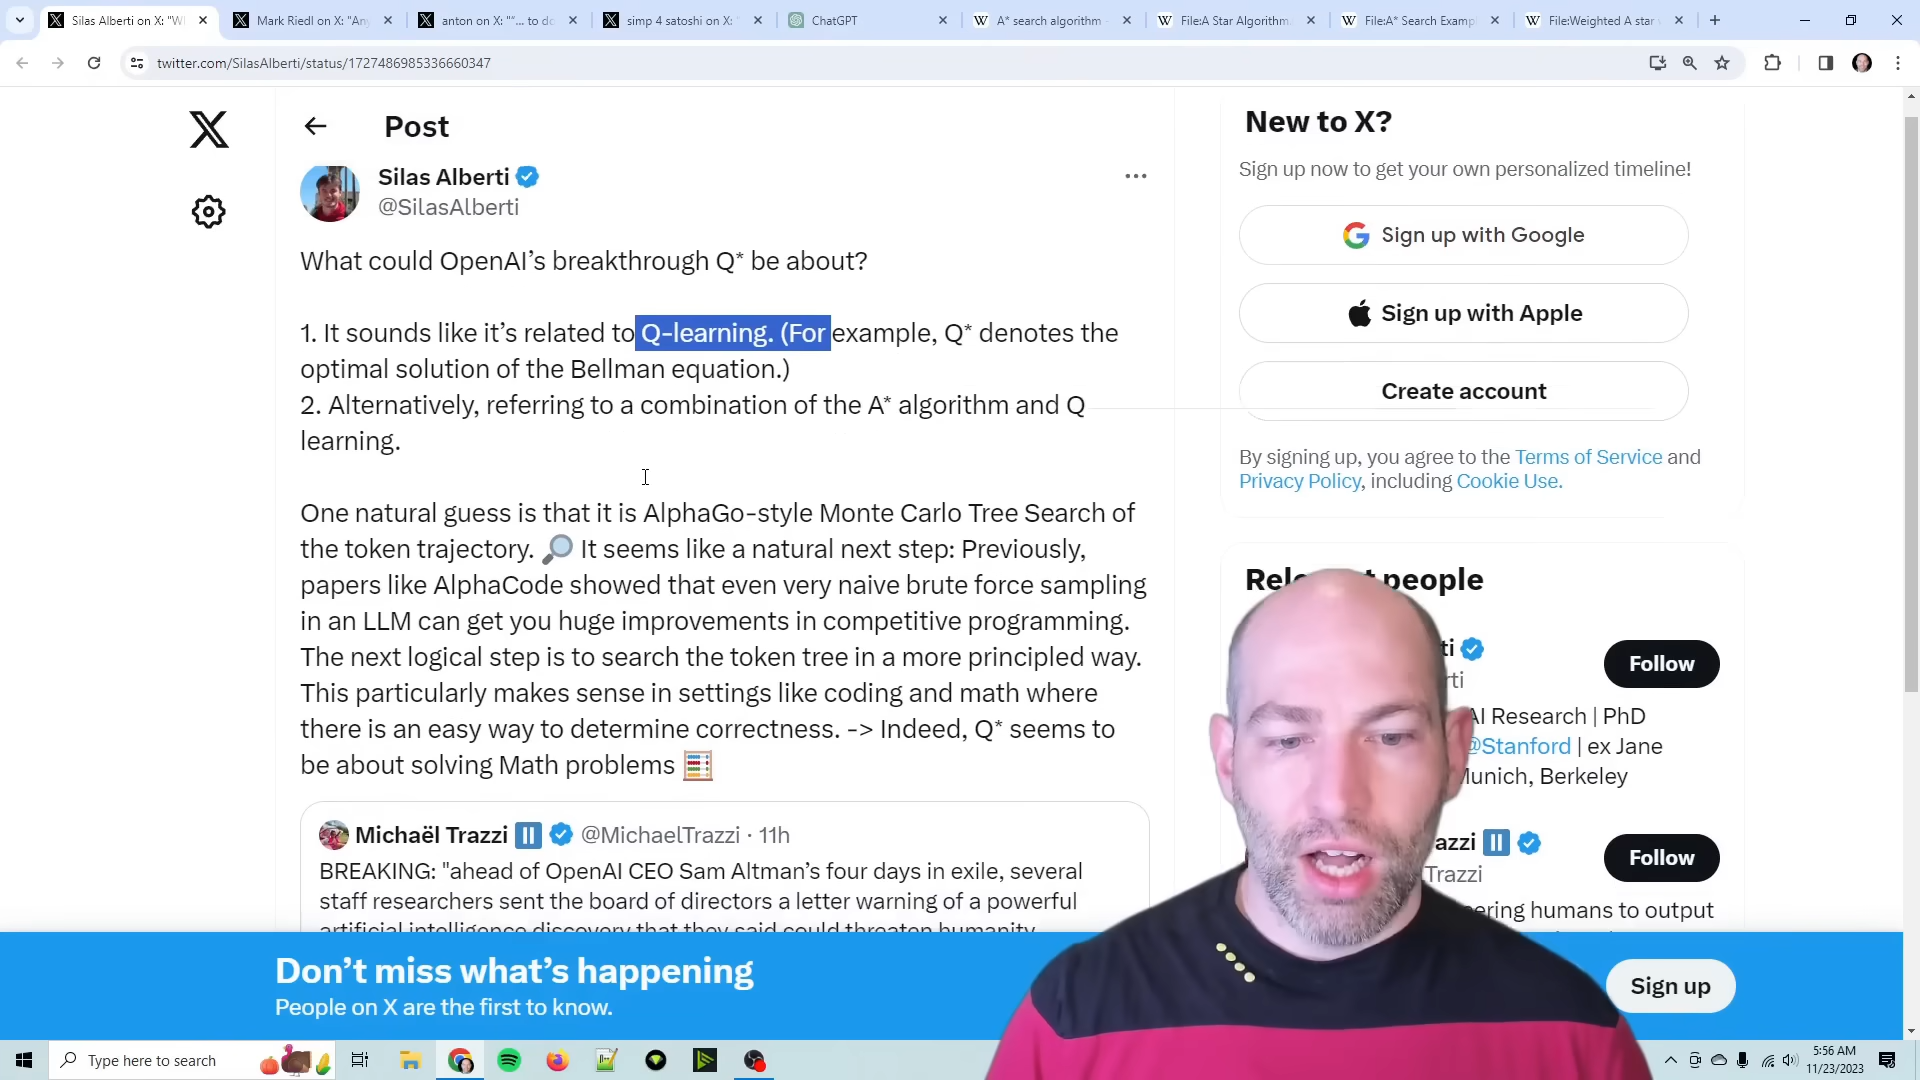 Silas Alberti on X: "W
Mark Riedl on X: "Any
anton on X: "“... to do
simp 4 satoshi on X: "
ChatGPT
A* search algorithm -
File:A Star Algorithm.
File:A* Search Examp
File:Weighted A star
twitter.com/SilasAlberti/status/1727486985336660347
Post
Silas Alberti
@SilasAlberti
What could OpenAI’s breakthrough Q* be about?
1. It sounds like it’s related to Q-learning. (For example, Q* denotes the
optimal solution of the Bellman equation.)
2. Alternatively, referring to a combination of the A* algorithm and Q
learning.
One natural guess is that it is AlphaGo-style Monte Carlo Tree Search of
the token trajectory. 🔎 It seems like a natural next step: Previously,
papers like AlphaCode showed that even very naive brute force sampling
in an LLM can get you huge improvements in competitive programming.
The next logical step is to search the token tree in a more principled way.
This particularly makes sense in settings like coding and math where
there is an easy way to determine correctness. -> Indeed, Q* seems to
be about solving Math problems 🧮
Michaël Trazzi ⏸️ @MichaelTrazzi · 11h
BREAKING: "ahead of OpenAI CEO Sam Altman’s four days in exile, several
staff researchers sent the board of directors a letter warning of a powerful
artificial intelligence discovery that they said could threaten humanity
New to X?
Sign up now to get your own personalized timeline!
Sign up with Google
Sign up with Apple
Create account
By signing up, you agree to the Terms of Service and
Privacy Policy, including Cookie Use.
people
ti
Follow
rti
AI Research | PhD
@Stanford | ex Jane
Munich, Berkeley
azzi ⏸️
Follow
Trazzi
ering humans to output
Don’t miss what’s happening
People on X are the first to know.
Sign up
Type here to search
5:56 AM
11/23/2023